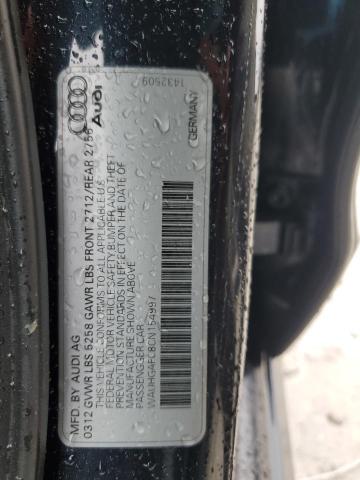 MFD. BY AUDI AG
0312 GVWR LBS 5258 GAWR LBS FRONT 2712/REAR 2756
THIS VEHICLE CONFORMS TO ALL APPLICABLE US
FEDERAL MOTOR VEHICLE SAFETY, BUMPER AND THEFT
PREVENTION STANDARDS IN EFFECT ON THE DATE OF
MANUFACTURE SHOWN ABOVE.
PASSENGER CAR
WAUHGAFC8CN154997
Audi
GERMANY
1432509